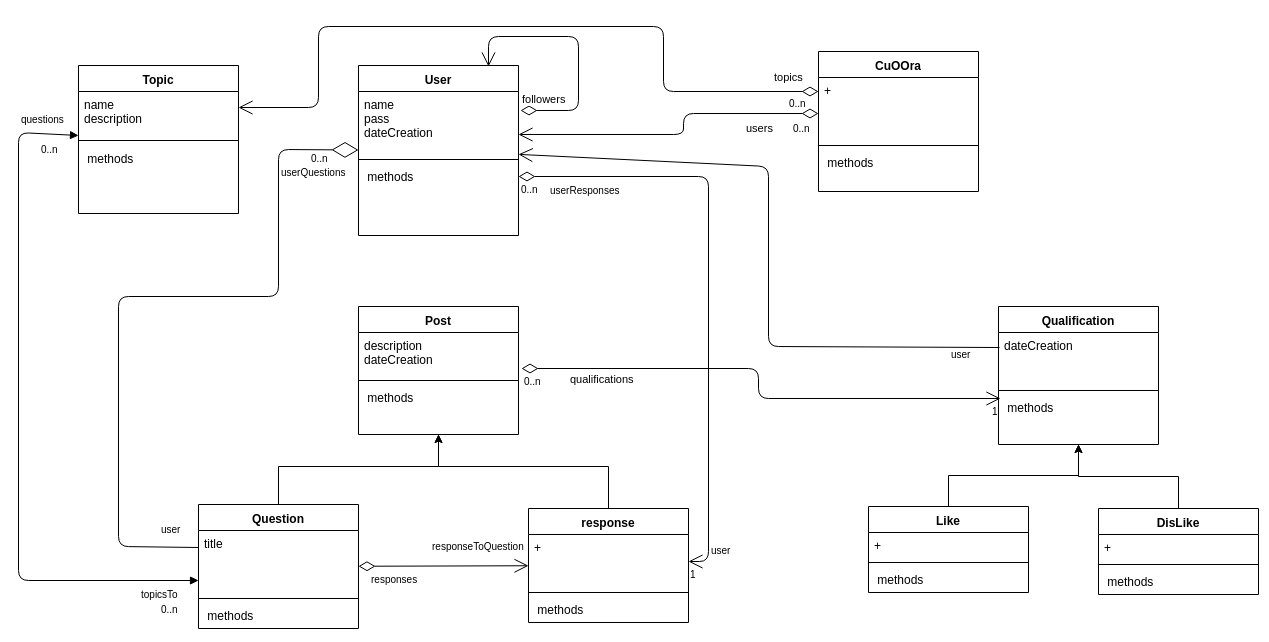 CuOOra
+
methods
topics
0..n
users
0..n
Topic
name
description
methods
questions
0..n
User
name
pass
dateCreation
methods
followers
0..n
userQuestions
0..n
userResponses
Post
description
dateCreation
methods
0..n
qualifications
Qualification
dateCreation
methods
user
1
Question
title
methods
user
topicsTo
0..n
responseToQuestion
responses
response
+
methods
user
1
Like
+
methods
DisLike
+
methods